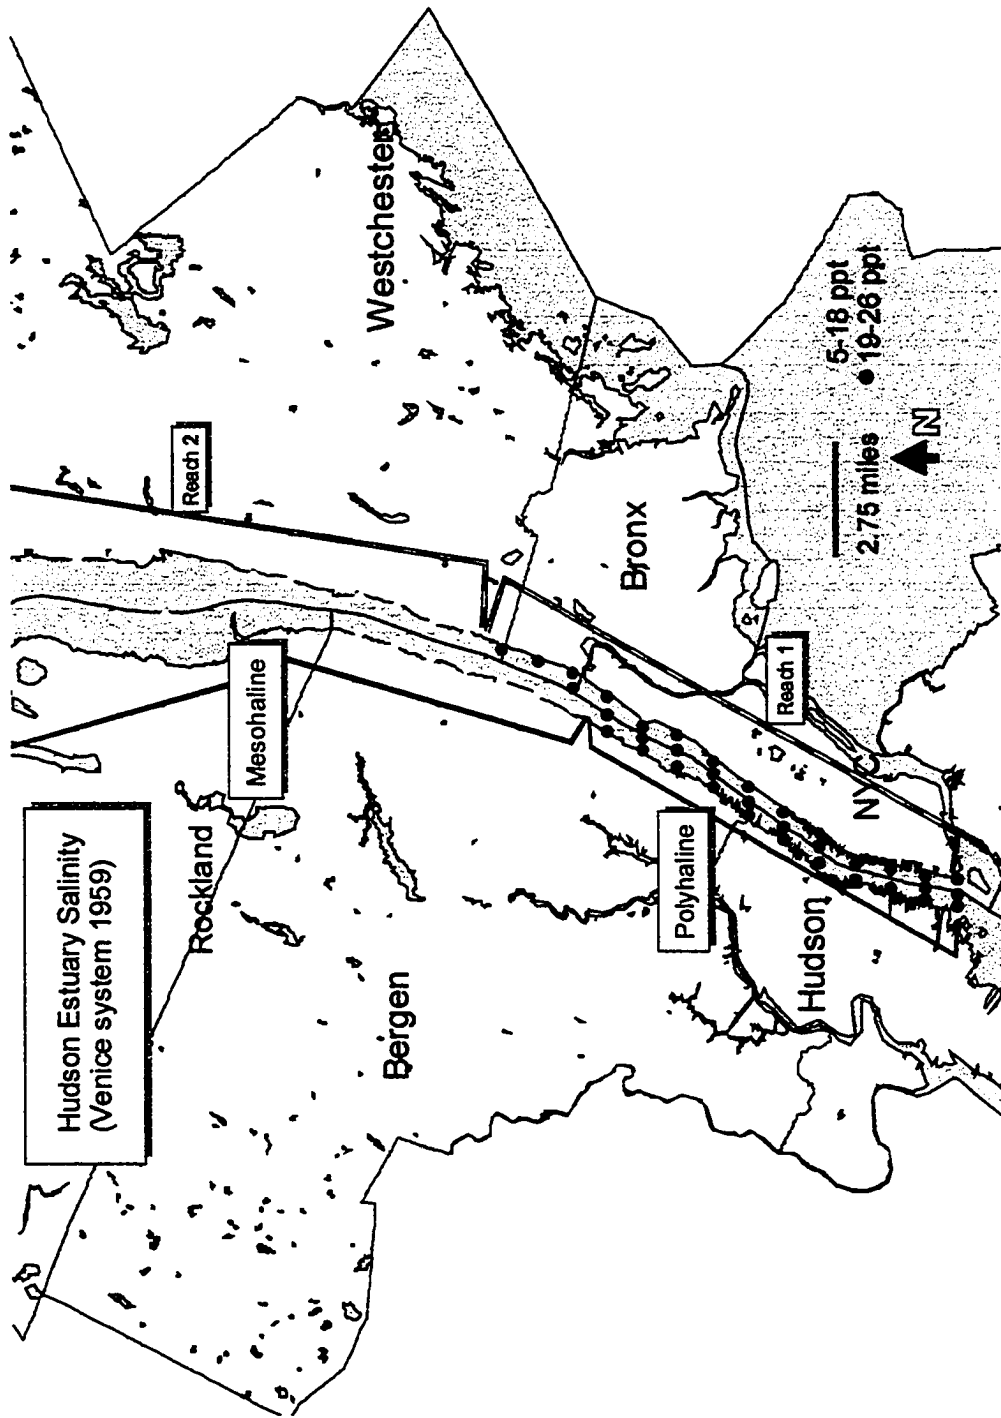 Hudson Estuary Salinity
(Venice system 1959)
Rockland
Mesohaline
Reach 2
Westchester
Bergen
Polyhaline
Bronx
Hudson
Reach 1
NYC
5-18 ppt
19-26 ppt
2.75 miles
N